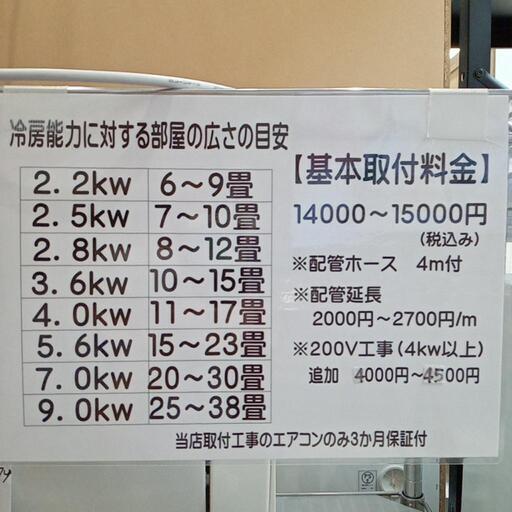 冷房能力に対する部屋の広さの目安
2.2kw 6～9畳
2.5kw 7～10畳
2.8kw 8～12畳
3.6kw 10～15畳
4.0kw 11～17畳
5.6kw 15～23畳
7.0kw 20～30畳
9.0kw 25～38畳
【基本取付料金】
14000～15000円
(税込み)
※配管ホース 4m付
※配管延長
2000円～2700円/m
※200V工事(4kw以上)
追加 4000円～4500円
当店取付工事のエアコンのみ3か月保証付